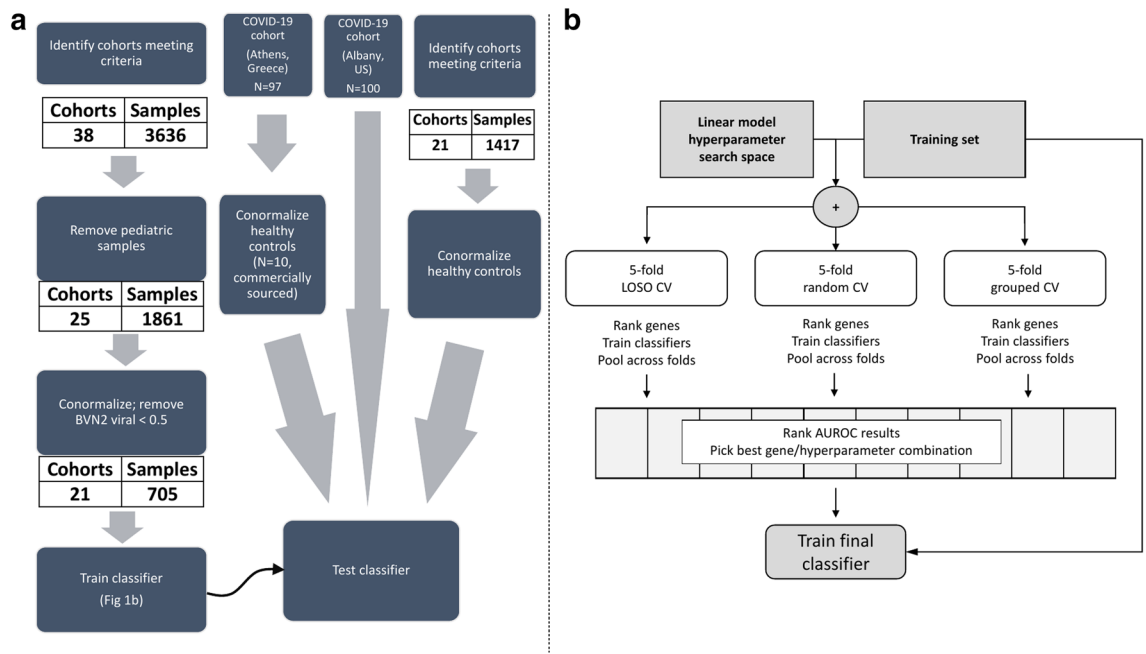 a
Identify cohorts meeting
criteria
Cohorts Samples
38 3636
Remove pediatric
samples
Cohorts Samples
25 1861
Conormalize; remove
BVN2 viral < 0.5
Cohorts Samples
21 705
Train classifier
(Fig 1b)
COVID-19
cohort
(Athens,
Greece)
N=97
Conormalize
healthy
controls
(N=10,
commercially
sourced)
COVID-19
cohort
(Albany,
US)
N=100
Identify cohorts
meeting criteria
Cohorts Samples
21 1417
Conormalize
healthy controls
Test classifier
b
Linear model
hyperparameter
search space
Training set
+
5-fold
LOSO CV
5-fold
random CV
5-fold
grouped CV
Rank genes
Train classifiers
Pool across folds
Rank genes
Train classifiers
Pool across folds
Rank genes
Train classifiers
Pool across folds
Rank AUROC results
Pick best gene/hyperparameter combination
Train final
classifier